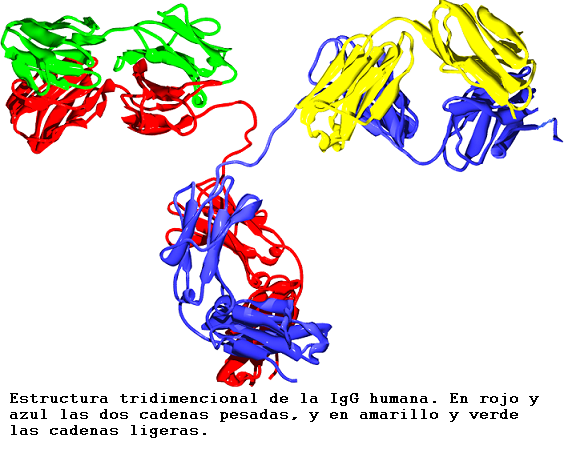 Estructura tridimencional de la IgG humana. En rojo y
azul las dos cadenas pesadas, y en amarillo y verde
las cadenas ligeras.